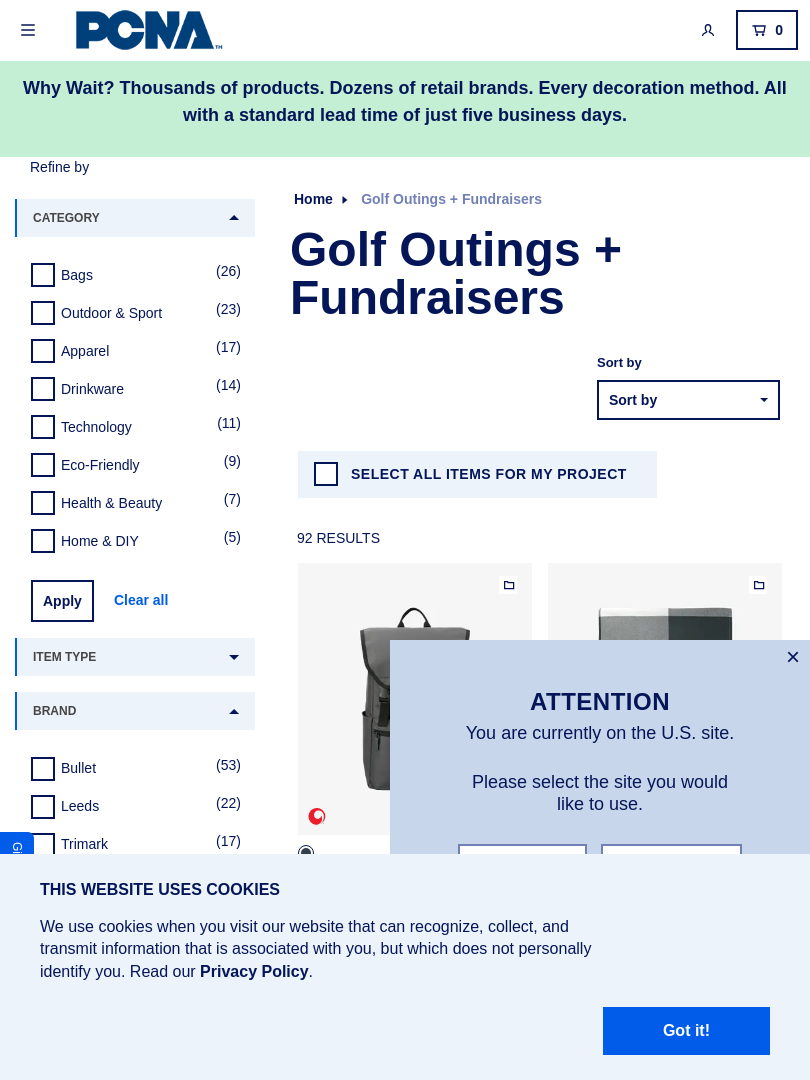 PCNA™
0
Why Wait? Thousands of products. Dozens of retail brands. Every decoration method. All
with a standard lead time of just five business days.
Refine by
CATEGORY
Bags (26)
Outdoor & Sport (23)
Apparel (17)
Drinkware (14)
Technology (11)
Eco-Friendly (9)
Health & Beauty (7)
Home & DIY (5)
Apply Clear all
ITEM TYPE
BRAND
Bullet (53)
Leeds (22)
Trimark (17)
Home Golf Outings + Fundraisers
Golf Outings +
Fundraisers
Sort by
Sort by
SELECT ALL ITEMS FOR MY PROJECT
92 RESULTS
ATTENTION
You are currently on the U.S. site.
Please select the site you would
like to use.
THIS WEBSITE USES COOKIES
We use cookies when you visit our website that can recognize, collect, and
transmit information that is associated with you, but which does not personally
identify you. Read our Privacy Policy.
Got it!